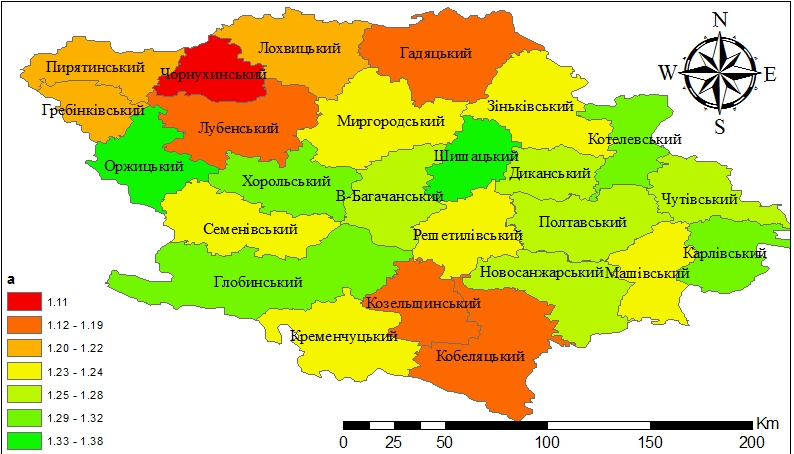 N
W
E
S
Лохвицький
Гадяцький
Пирятинський
Чорнухинський
Гребінківський
Зіньківський
Лубенський
Миргородський
Котелевський
Оржицький
Шишацький
Хорольський
Диканський
В-Багачанський
Чутівський
Семенівський
Полтавський
Решетилівський
Карлівський
Глобинський
Новосанжарський
Машівський
Козельщинський
Кременчуцький
Кобеляцький
a
1.11
1.12 - 1.19
1.20 - 1.22
1.23 - 1.24
1.25 - 1.28
1.29 - 1.32
1.33 - 1.38
Km
0 25 50 100 150 200